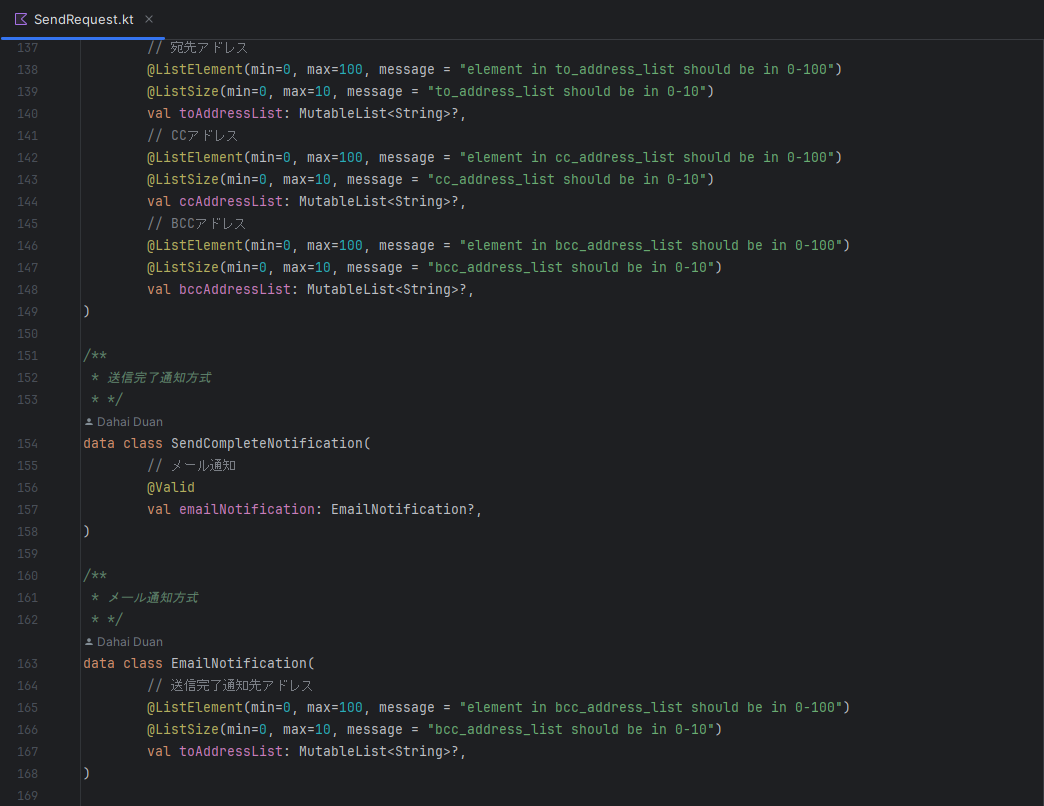 SendRequest.kt ×
137 // 宛先アドレス
138 @ListElement(min=0, max=100, message = "element in to_address_list should be in 0-100")
139 @ListSize(min=0, max=10, message = "to_address_list should be in 0-10")
140 val toAddressList: MutableList<String>?,
141 // CCアドレス
142 @ListElement(min=0, max=100, message = "element in cc_address_list should be in 0-100")
143 @ListSize(min=0, max=10, message = "cc_address_list should be in 0-10")
144 val ccAddressList: MutableList<String>?,
145 // BCCアドレス
146 @ListElement(min=0, max=100, message = "element in bcc_address_list should be in 0-100")
147 @ListSize(min=0, max=10, message = "bcc_address_list should be in 0-10")
148 val bccAddressList: MutableList<String>?,
149 )
150
151 /**
152 * 送信完了通知方式
153 * */
Dahai Duan
154 data class SendCompleteNotification(
155 // メール通知
156 @Valid
157 val emailNotification: EmailNotification?,
158 )
159
160 /**
161 * メール通知方式
162 * */
Dahai Duan
163 data class EmailNotification(
164 // 送信完了通知先アドレス
165 @ListElement(min=0, max=100, message = "element in bcc_address_list should be in 0-100")
166 @ListSize(min=0, max=10, message = "bcc_address_list should be in 0-10")
167 val toAddressList: MutableList<String>?,
168 )
169